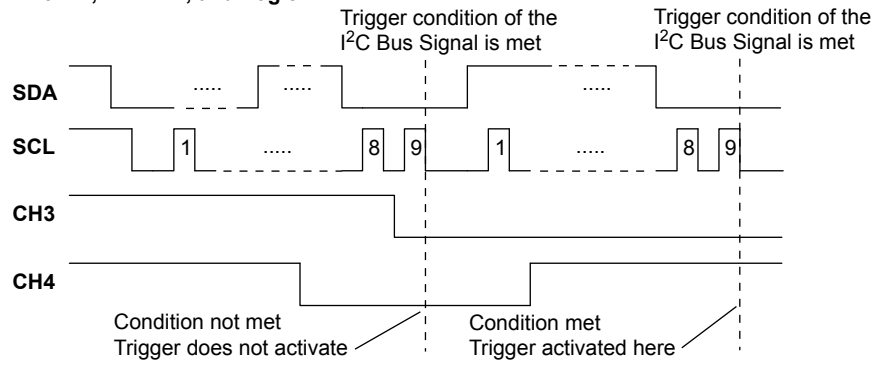 Trigger condition of the
I2C Bus Signal is met
Trigger condition of the
I2C Bus Signal is met
SDA
.....
.....
.....
SCL
1
.....
8
9
1
.....
8
9
CH3
CH4
Condition not met
Trigger does not activate
Condition met
Trigger activated here